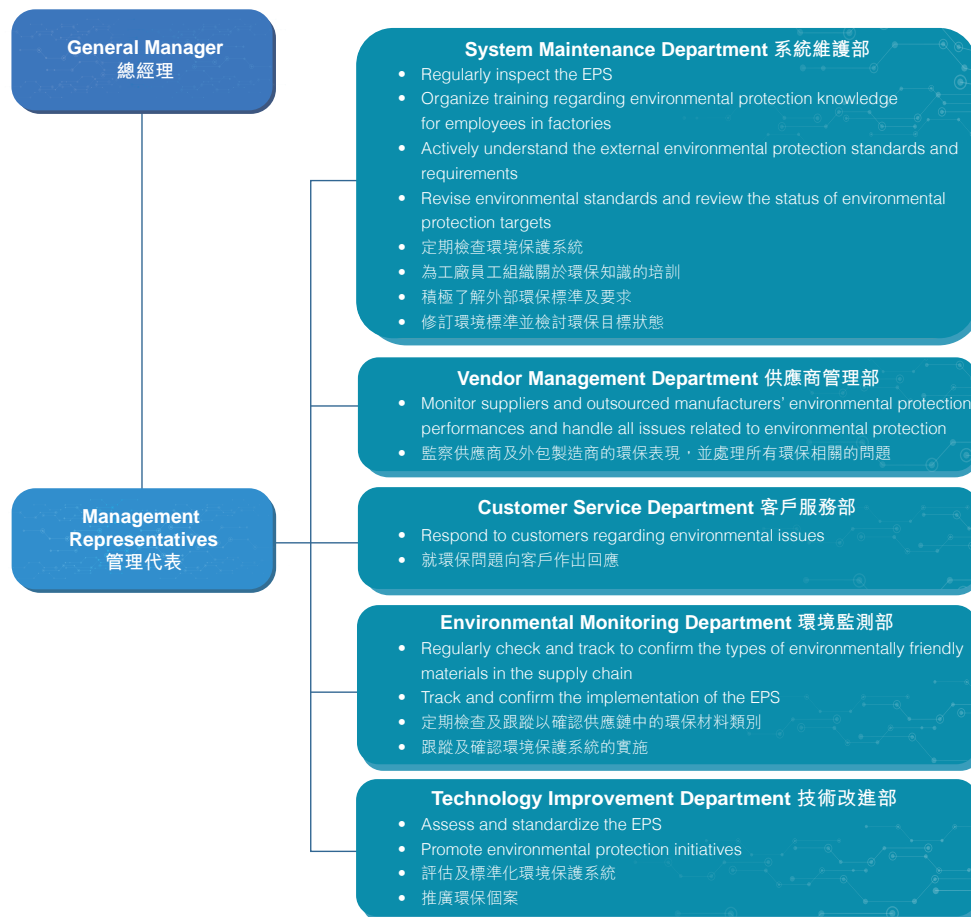 General Manager
總經理
System Maintenance Department 系統維護部
• Regularly inspect the EPS
• Organize training regarding environmental protection knowledge
for employees in factories
• Actively understand the external environmental protection standards and
requirements
• Revise environmental standards and review the status of environmental
protection targets
• 定期檢查環境保護系統
• 為工廠員工組織關於環保知識的培訓
• 積極了解外部環保標準及要求
• 修訂環境標準並檢討環保目標狀態
Vendor Management Department 供應商管理部
• Monitor suppliers and outsourced manufacturers’ environmental protection
performances and handle all issues related to environmental protection
• 監察供應商及外包製造商的環保表現，並處理所有環保相關的問題
Management
Representatives
管理代表
Customer Service Department 客戶服務部
• Respond to customers regarding environmental issues
• 就環保問題向客戶作出回應
Environmental Monitoring Department 環境監測部
• Regularly check and track to confirm the types of environmentally friendly
materials in the supply chain
• Track and confirm the implementation of the EPS
• 定期檢查及跟蹤以確認供應鏈中的環保材料類別
• 跟蹤及確認環境保護系統的實施
Technology Improvement Department 技術改進部
• Assess and standardize the EPS
• Promote environmental protection initiatives
• 評估及標準化環境保護系統
• 推廣環保個案